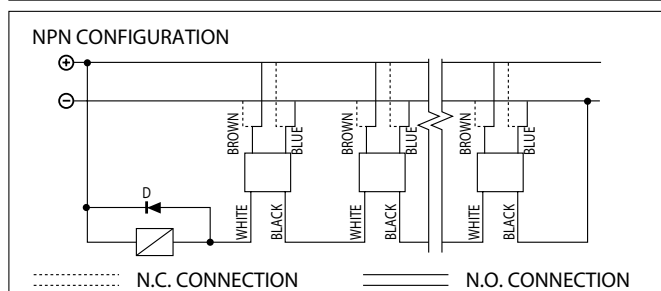 NPN CONFIGURATION
+
−
BROWN BLUE BROWN BLUE BROWN BLUE
D
WHITE BLACK WHITE BLACK WHITE BLACK
N.C. CONNECTION N.O. CONNECTION